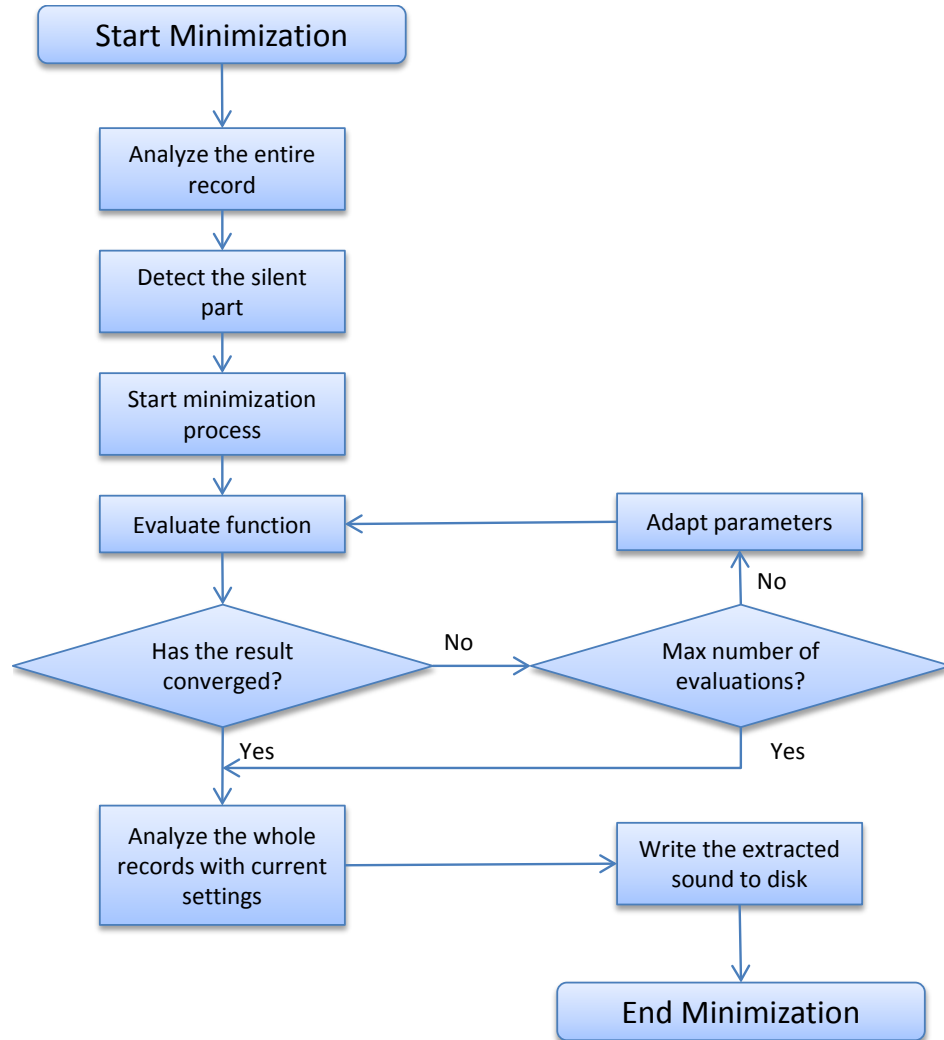 Start Minimization
Analyze the entire
record
Detect the silent
part
Start minimization
process
Evaluate function
Adapt parameters
No
Has the result
converged?
No
Max number of
evaluations?
Yes
Yes
Analyze the whole
records with current
settings
Write the extracted
sound to disk
End Minimization